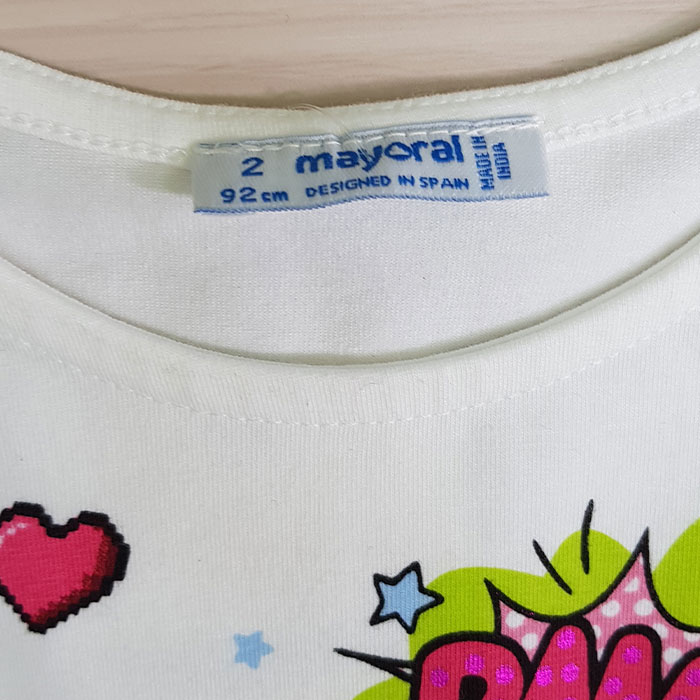 2 mayoral
92cm DESIGNED IN SPAIN
MADE IN
INDIA